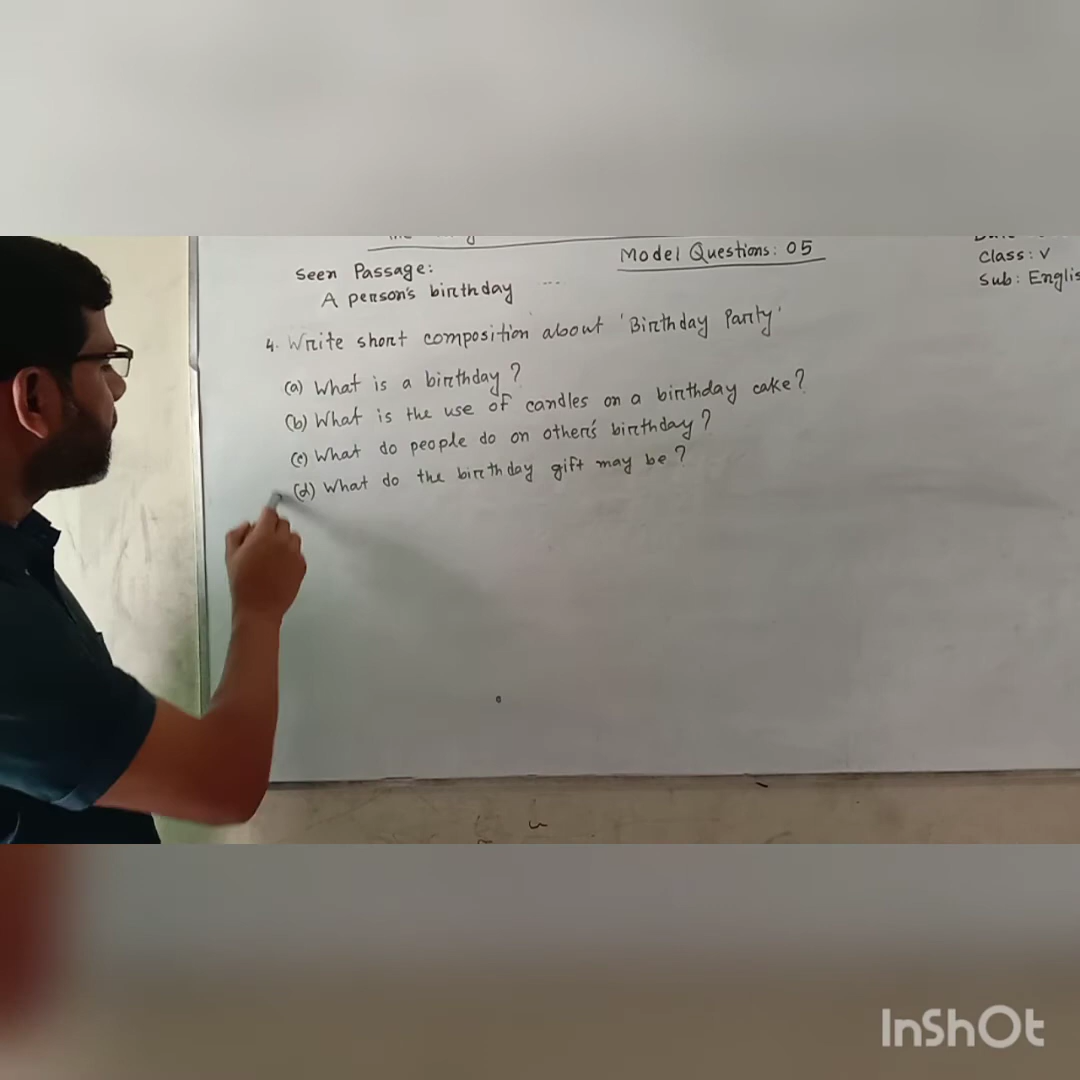 Model Questions: 05
Class: V
Sub: Englis
Seen Passage:
A person's birthday ...
4. Write short composition about 'Birthday Party'
(a) What is a birthday?
(b) What is the use of candles on a birthday cake?
(c) What do people do on other's birthday?
(d) What do the birthday gift may be?
InShOt